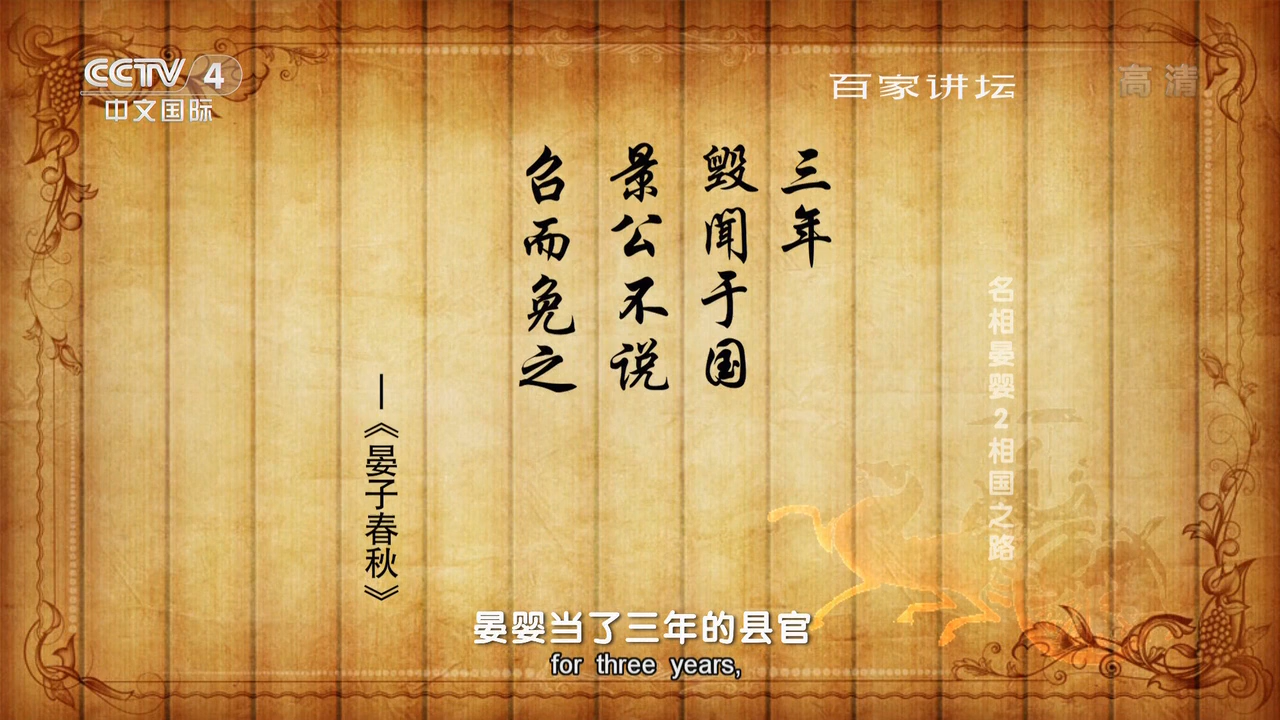 CCTV 4
中文国际
百家讲坛
高清
三年
毁闻于国
景公不说
召而免之
—《晏子春秋》
名相晏婴2相国之路
晏婴当了三年的县官
for three years,